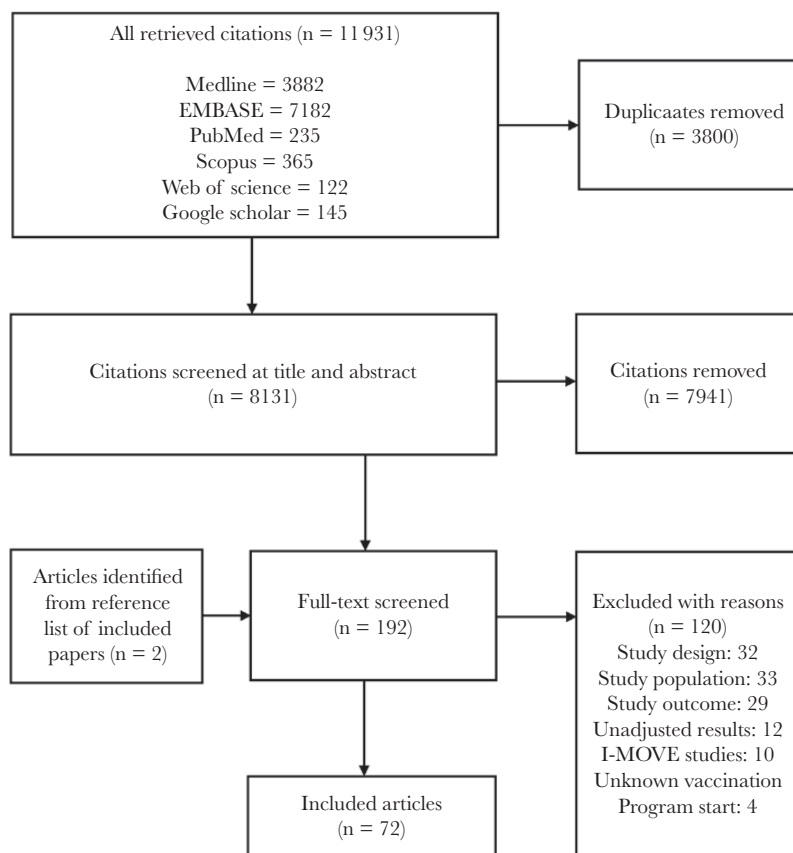 All retrieved citations (n = 11 931)
Medline = 3882
EMBASE = 7182
PubMed = 235
Scopus = 365
Web of science = 122
Google scholar = 145
Duplicaates removed
(n = 3800)
Citations screened at title and abstract
(n = 8131)
Citations removed
(n = 7941)
Articles identified
from reference
list of included
papers (n = 2)
Full-text screened
(n = 192)
Excluded with reasons
(n = 120)
Study design: 32
Study population: 33
Study outcome: 29
Unadjusted results: 12
I-MOVE studies: 10
Unknown vaccination
Program start: 4
Included articles
(n = 72)